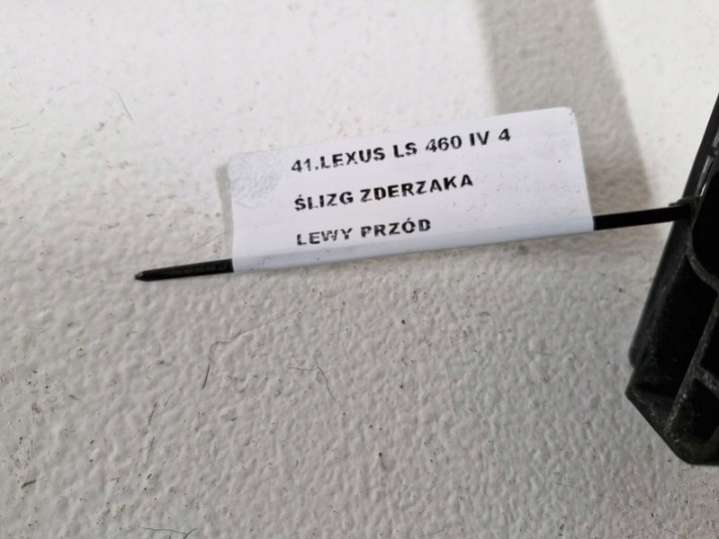 41.LEXUS LS 460 IV 4
ŚLIZG ZDERZAKA
LEWY PRZÓD